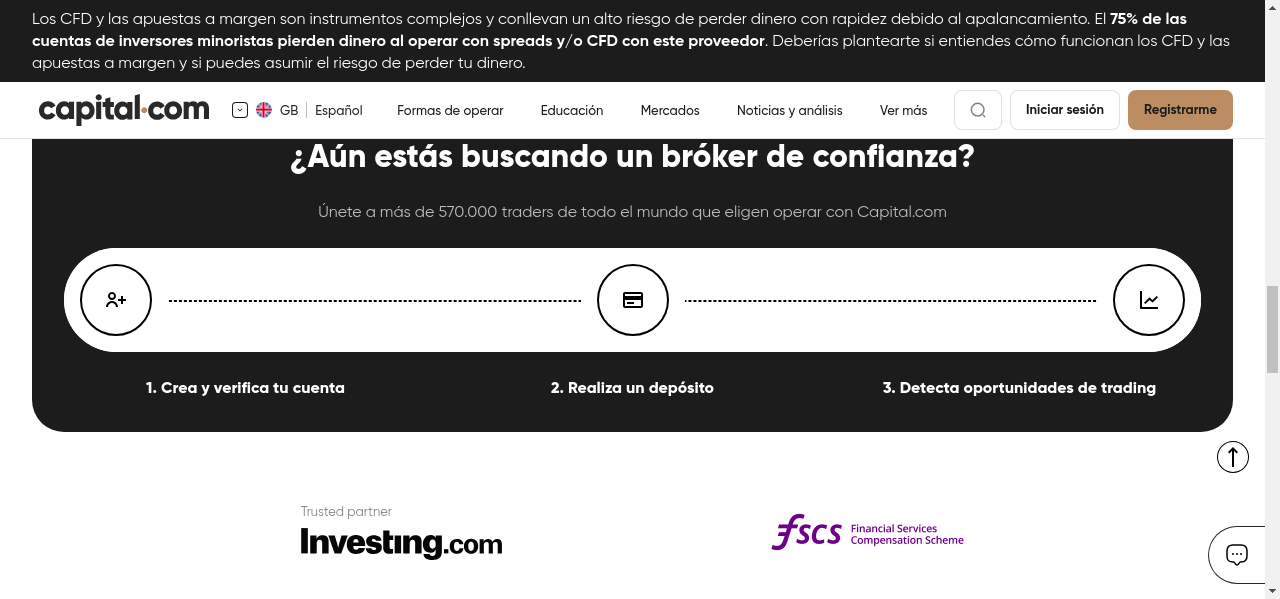 Los CFD y las apuestas a margen son instrumentos complejos y conllevan un alto riesgo de perder dinero con rapidez debido al apalancamiento. El 75% de las
cuentas de inversores minoristas pierden dinero al operar con spreads y/o CFD con este proveedor. Deberías plantearte si entiendes cómo funcionan los CFD y las
apuestas a margen y si puedes asumir el riesgo de perder tu dinero.
capital.com GB Español Formas de operar Educación Mercados Noticias y análisis Ver más Iniciar sesión Registrarme
¿Aún estás buscando un bróker de confianza?
Únete a más de 570.000 traders de todo el mundo que eligen operar con Capital.com
1. Crea y verifica tu cuenta 2. Realiza un depósito 3. Detecta oportunidades de trading
Trusted partner
Investing.com
fscs Financial Services
Compensation Scheme